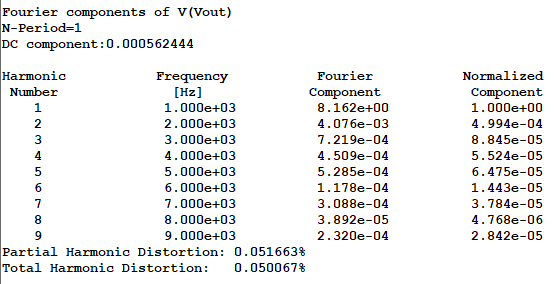 Fourier components of V(Vout)
N-Period=1
DC component:0.000562444
Harmonic Frequency Fourier Normalized
Number [Hz] Component Component
1 1.000e+03 8.162e+00 1.000e+00
2 2.000e+03 4.076e-03 4.994e-04
3 3.000e+03 7.219e-04 8.845e-05
4 4.000e+03 4.509e-04 5.524e-05
5 5.000e+03 5.285e-04 6.475e-05
6 6.000e+03 1.178e-04 1.443e-05
7 7.000e+03 3.088e-04 3.784e-05
8 8.000e+03 3.892e-05 4.768e-06
9 9.000e+03 2.320e-04 2.842e-05
Partial Harmonic Distortion: 0.051663%
Total Harmonic Distortion: 0.050067%